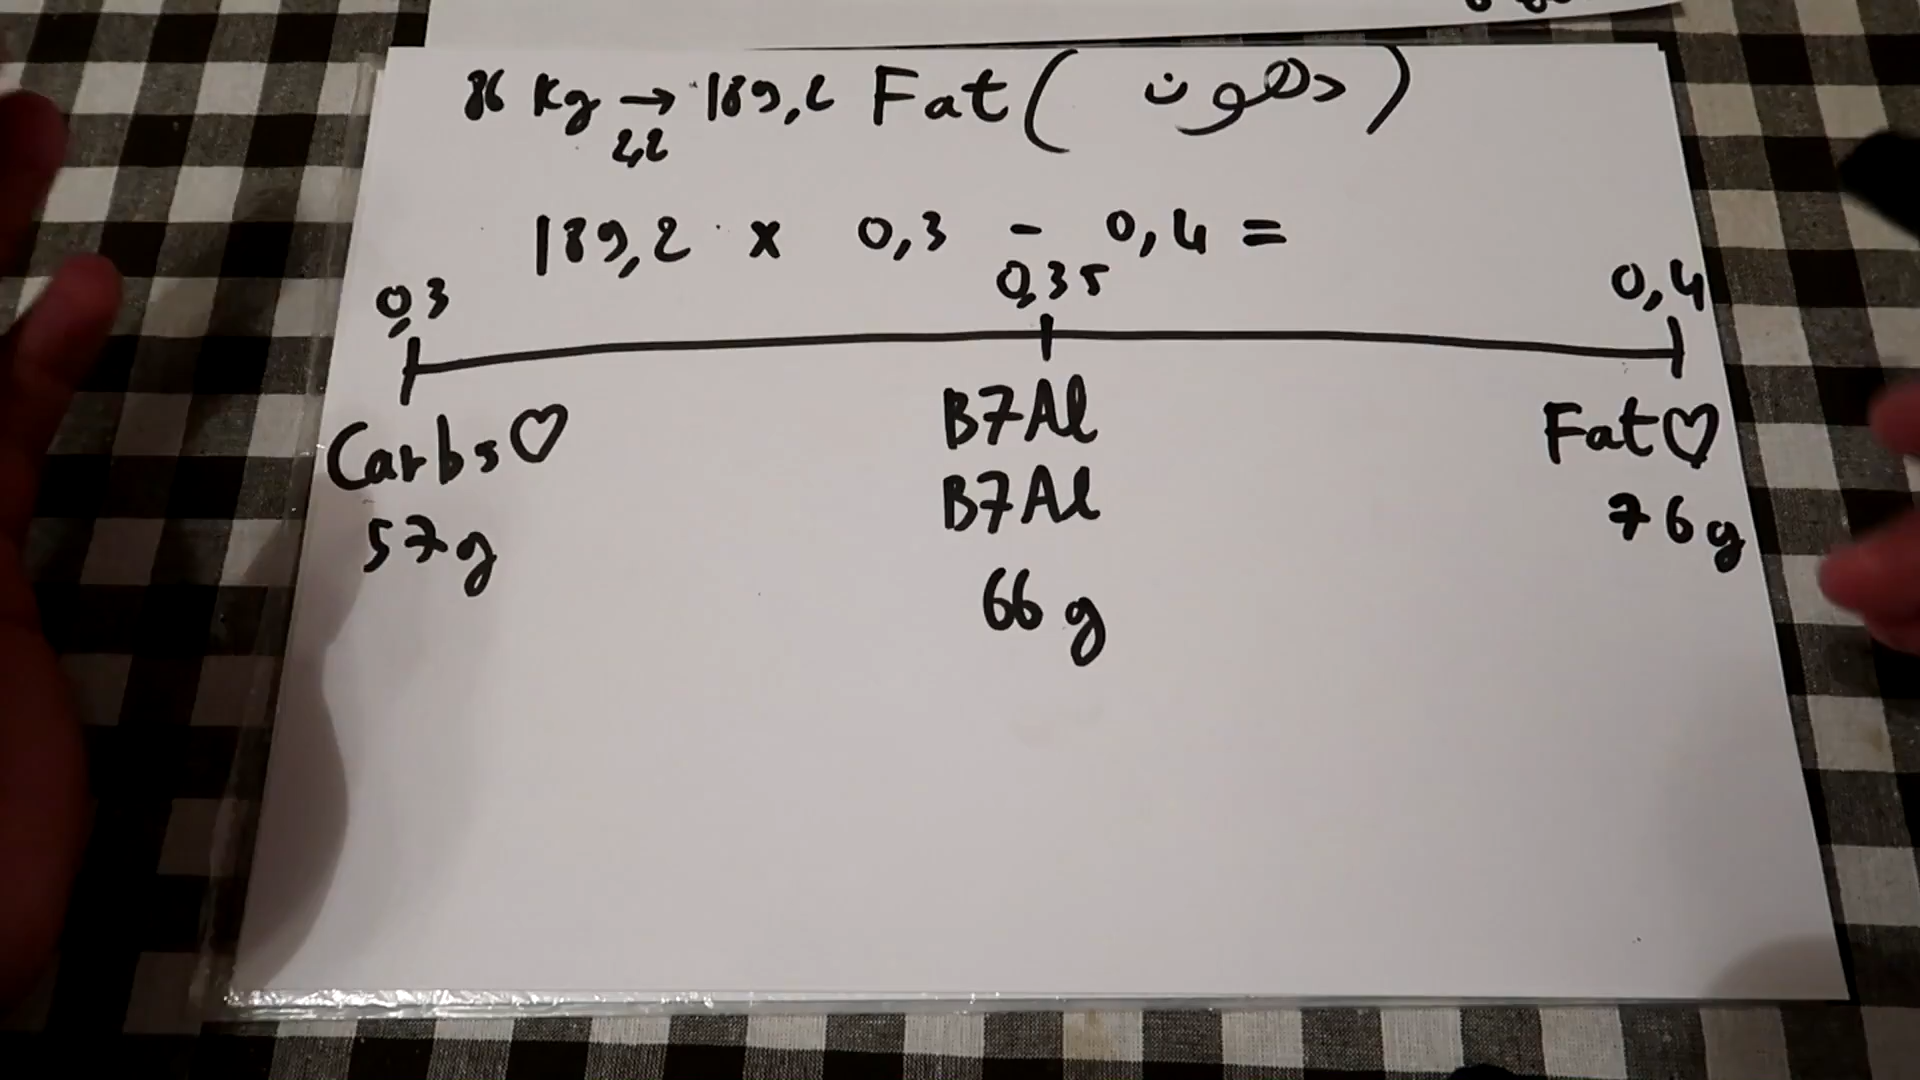 86 Kg → 189,2 Fat ( دهون )
2,2
189,2 x 0,3 - 0,4 =
0,3 0,35 0,4
Carbs♡ B7Al Fat♡
57g B7Al 76g
66 g